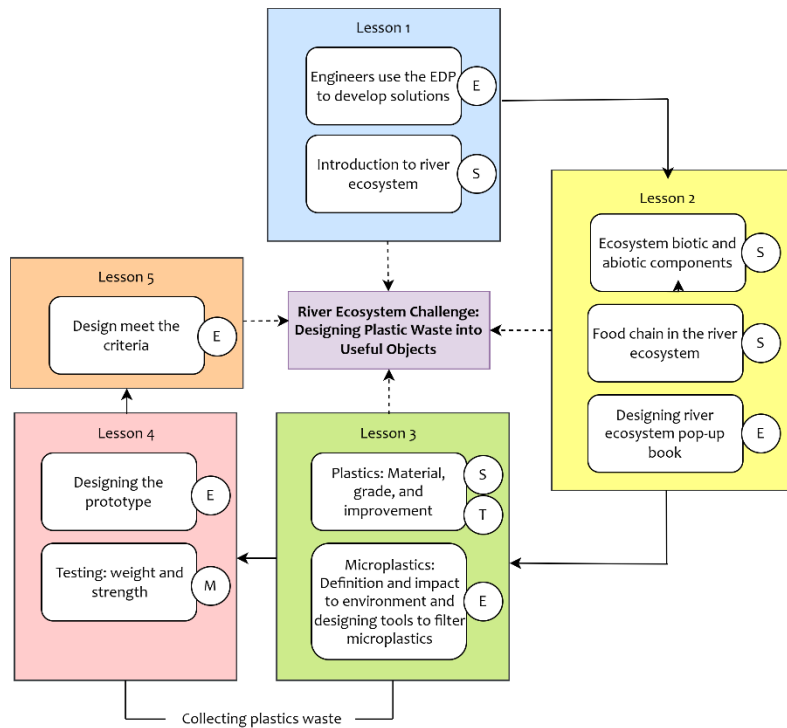 Lesson 1
Engineers use the EDP
to develop solutions
E
Introduction to river
ecosystem
S
Lesson 2
Ecosystem biotic and
abiotic components
S
Food chain in the river
ecosystem
S
Designing river
ecosystem pop-up
book
E
Lesson 5
Design meet the
criteria
E
River Ecosystem Challenge:
Designing Plastic Waste into
Useful Objects
Lesson 4
Designing the
prototype
E
Testing: weight and
strength
M
Lesson 3
Plastics: Material,
grade, and
improvement
S
T
Microplastics:
Definition and impact
to environment and
designing tools to filter
microplastics
E
Collecting plastics waste